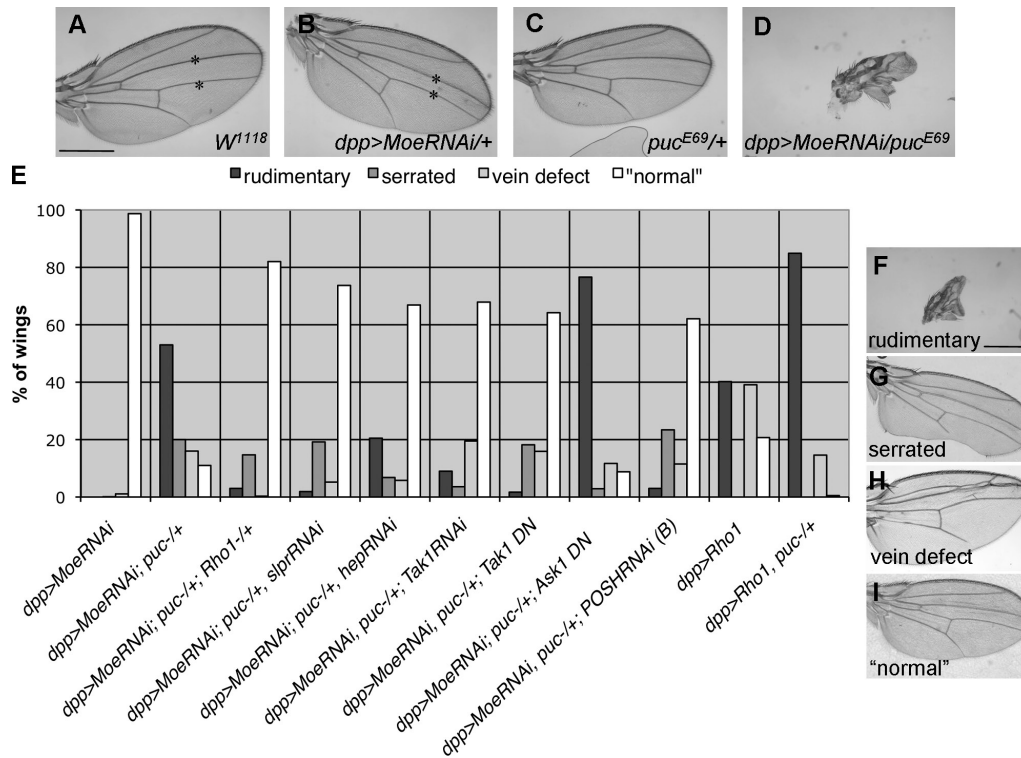 A
B
C
D
* *
* *
W1118
dpp>MoeRNAi/+
pucE69/+
dpp>MoeRNAi/pucE69
E
rudimentary serrated vein defect "normal"
100
80
60
40
20
0
% of wings
dpp>MoeRNAi
dpp>MoeRNAi; puc-/+
dpp>MoeRNAi; puc-/+; Rho1-/+
dpp>MoeRNAi; puc-/+, slprRNAi
dpp>MoeRNAi; puc-/+, hepRNAi
dpp>MoeRNAi, puc-/+; Tak1RNAi
dpp>MoeRNAi, puc-/+; Tak1 DN
dpp>MoeRNAi; puc-/+; Ask1 DN
dpp>MoeRNAi, puc-/+; POSHRNAi (B)
dpp>Rho1
dpp>Rho1, puc-/+
F
rudimentary
G
serrated
H
vein defect
I
“normal”